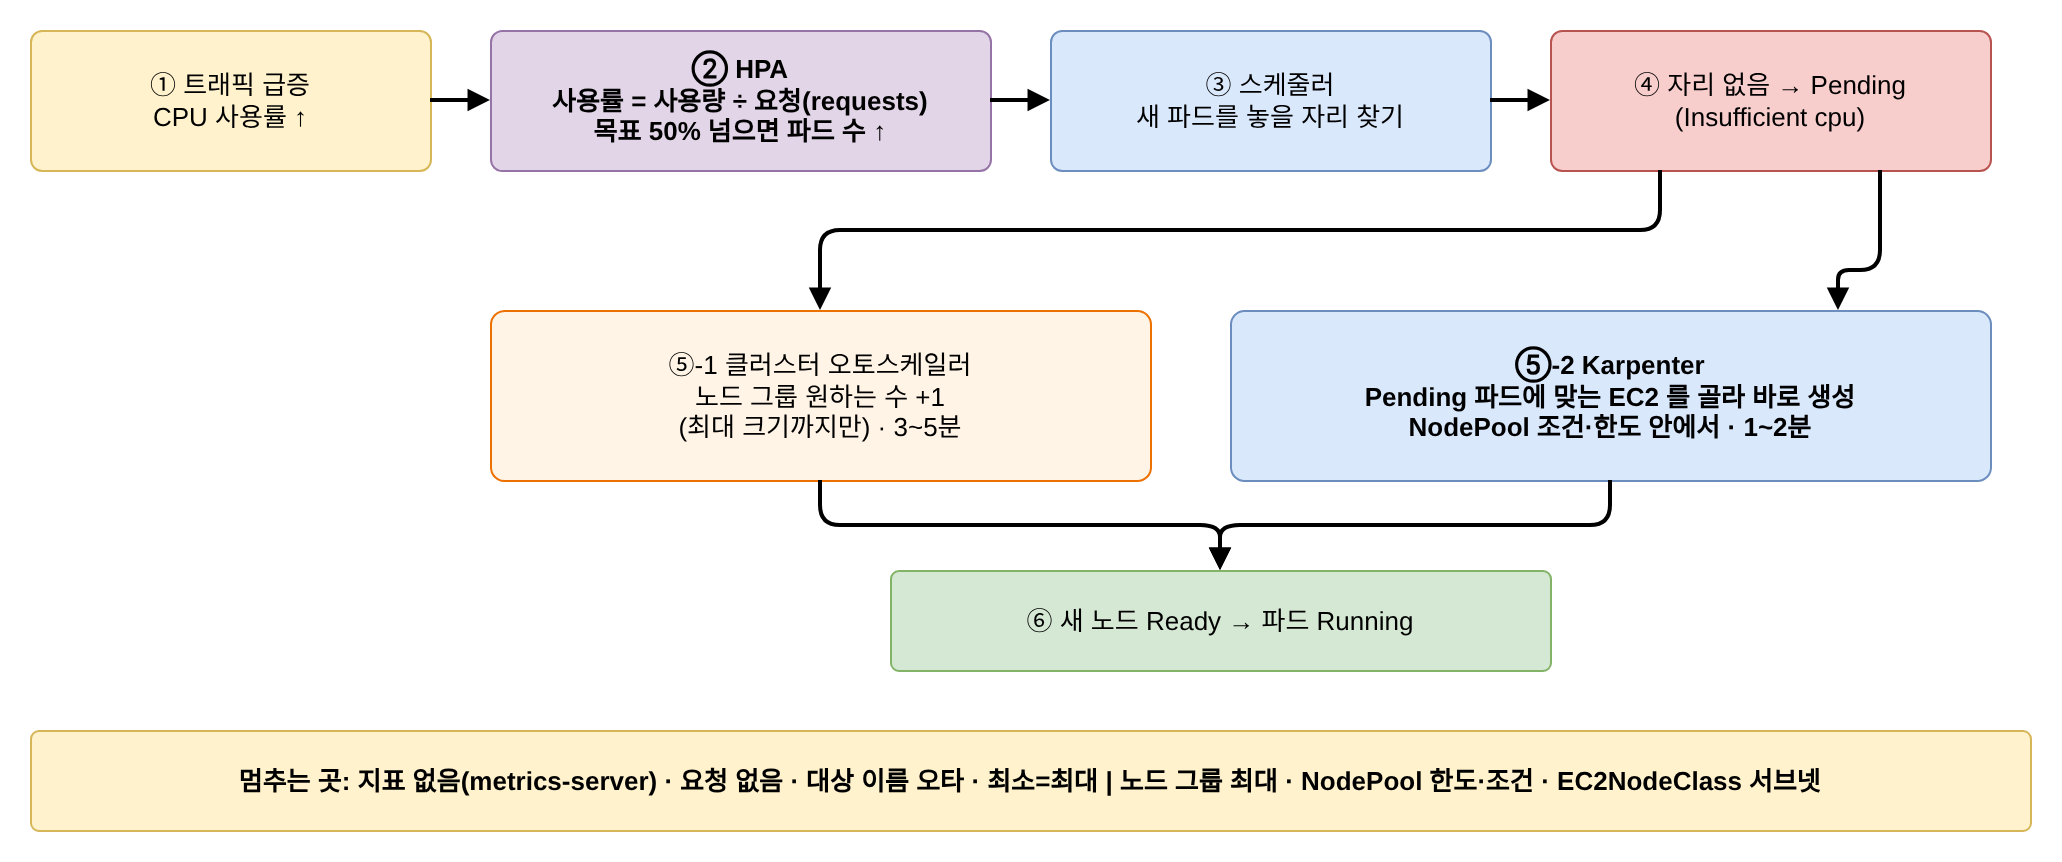 ① 트래픽 급증
CPU 사용률 ↑
② HPA
사용률 = 사용량 ÷ 요청(requests)
목표 50% 넘으면 파드 수 ↑
③ 스케줄러
새 파드를 놓을 자리 찾기
④ 자리 없음 → Pending
(Insufficient cpu)
⑤-1 클러스터 오토스케일러
노드 그룹 원하는 수 +1
(최대 크기까지만) · 3~5분
⑤-2 Karpenter
Pending 파드에 맞는 EC2 를 골라 바로 생성
NodePool 조건·한도 안에서 · 1~2분
⑥ 새 노드 Ready → 파드 Running
멈추는 곳: 지표 없음(metrics-server) · 요청 없음 · 대상 이름 오타 · 최소=최대 | 노드 그룹 최대 · NodePool 한도·조건 · EC2NodeClass 서브넷